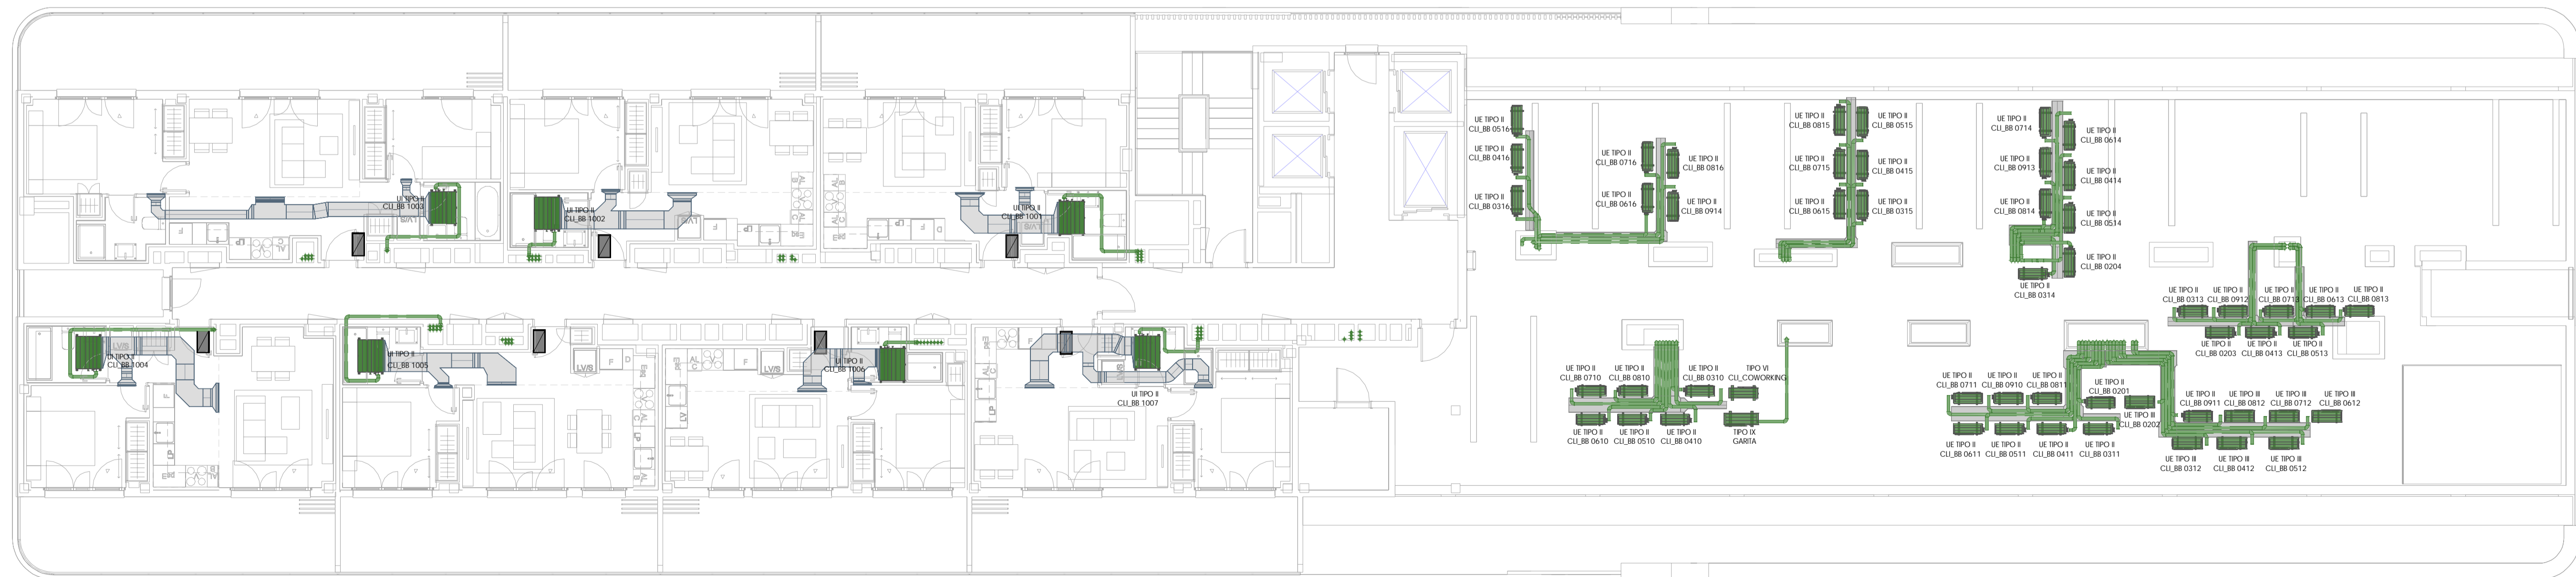 UI TIPO II
CLI_BB 1003
UI TIPO II
CLI_BB 1002
UI TIPO II
CLI_BB 1001
UI TIPO II
CLI_BB 1004
UI TIPO II
CLI_BB 1005
UI TIPO II
CLI_BB 1006
UI TIPO II
CLI_BB 1007
LV/S
LV/S
LV/S
F
D
F
LP
F
LP
UE TIPO II
CLI_BB 0516
UE TIPO II
CLI_BB 0416
UE TIPO II
CLI_BB 0316
UE TIPO II
CLI_BB 0716
UE TIPO II
CLI_BB 0816
UE TIPO II
CLI_BB 0616
UE TIPO II
CLI_BB 0914
UE TIPO II
CLI_BB 0815
UE TIPO II
CLI_BB 0515
UE TIPO II
CLI_BB 0715
UE TIPO II
CLI_BB 0415
UE TIPO II
CLI_BB 0615
UE TIPO II
CLI_BB 0315
UE TIPO II
CLI_BB 0714
UE TIPO II
CLI_BB 0614
UE TIPO II
CLI_BB 0913
UE TIPO II
CLI_BB 0414
UE TIPO II
CLI_BB 0814
UE TIPO II
CLI_BB 0514
UE TIPO II
CLI_BB 0204
UE TIPO II
CLI_BB 0314
UE TIPO II
CLI_BB 0313
UE TIPO II
CLI_BB 0912
UE TIPO II
CLI_BB 0713
UE TIPO II
CLI_BB 0613
UE TIPO II
CLI_BB 0813
UE TIPO II
CLI_BB 0203
UE TIPO II
CLI_BB 0413
UE TIPO II
CLI_BB 0513
UE TIPO II
CLI_BB 0710
UE TIPO II
CLI_BB 0810
UE TIPO II
CLI_BB 0310
TIPO VI
CLI_COWORKING
UE TIPO II
CLI_BB 0610
UE TIPO II
CLI_BB 0510
UE TIPO II
CLI_BB 0410
TIPO IX
GARITA
UE TIPO II
CLI_BB 0711
UE TIPO II
CLI_BB 0910
UE TIPO II
CLI_BB 0811
UE TIPO II
CLI_BB 0201
UE TIPO III
CLI_BB 0202
UE TIPO II
CLI_BB 0611
UE TIPO II
CLI_BB 0511
UE TIPO II
CLI_BB 0411
UE TIPO II
CLI_BB 0311
UE TIPO II
CLI_BB 0911
UE TIPO III
CLI_BB 0812
UE TIPO III
CLI_BB 0712
UE TIPO III
CLI_BB 0612
UE TIPO III
CLI_BB 0312
UE TIPO III
CLI_BB 0412
UE TIPO III
CLI_BB 0512